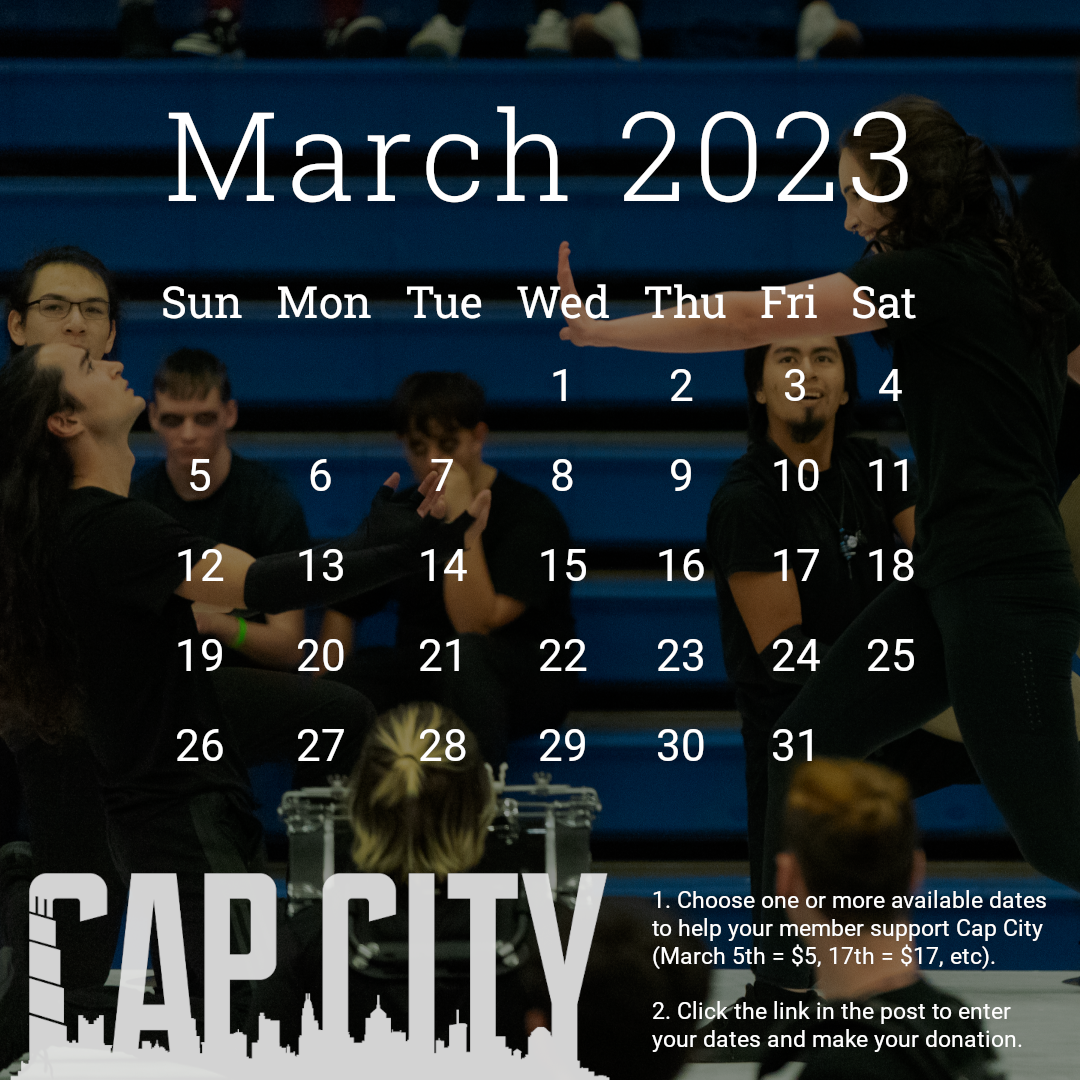 March 2023
Sun Mon Tue Wed Thu Fri Sat
1 2 3 4
5 6 7 8 9 10 11
12 13 14 15 16 17 18
19 20 21 22 23 24 25
26 27 28 29 30 31
CAP CITY
1. Choose one or more available dates
to help your member support Cap City
(March 5th = $5, 17th = $17, etc).
2. Click the link in the post to enter
your dates and make your donation.